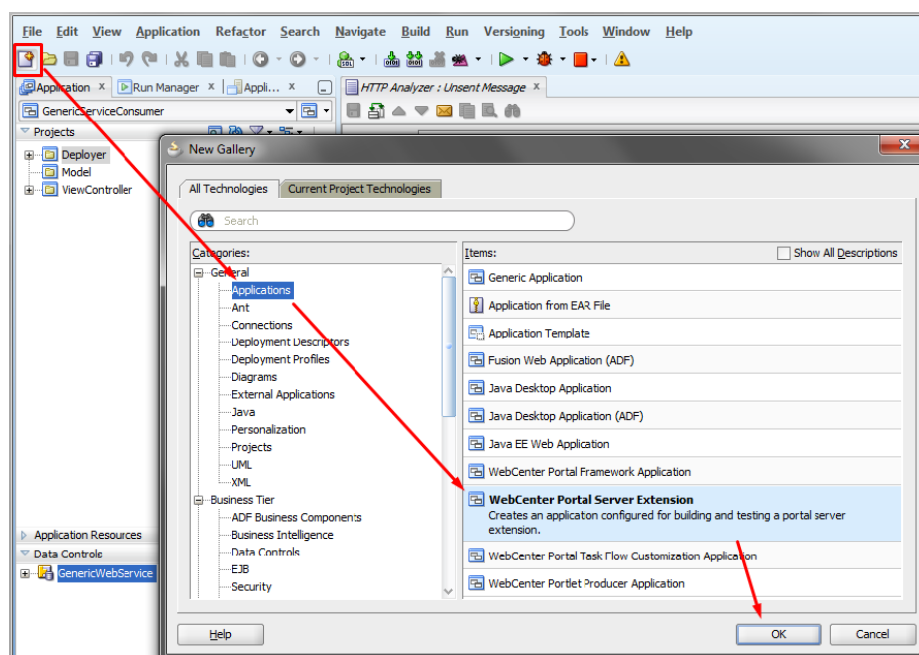 File Edit View Application Refactor Search Navigate Build Run Versioning Tools Window Help
Application x Run Manager x Appli... x HTTP Analyzer : Unsent Message x
GenericServiceConsumer
Projects
New Gallery
Deployer
Model
ViewController
All Technologies Current Project Technologies
Search
Categories: Items: Show All Descriptions
General
Applications
Ant
Connections
Deployment Descriptors
Deployment Profiles
Diagrams
External Applications
Java
Personalization
Projects
UML
XML
Business Tier
ADF Business Components
Business Intelligence
Data Controls
EJB
Security
Generic Application
Application from EAR File
Application Template
Fusion Web Application (ADF)
Java Desktop Application
Java Desktop Application (ADF)
Java EE Web Application
WebCenter Portal Framework Application
WebCenter Portal Server Extension
Creates an applicaton configured for building and testing a portal server
extension.
WebCenter Portal Task Flow Customization Application
WebCenter Portlet Producer Application
Application Resources
Data Controls
GenericWebService
Help OK Cancel